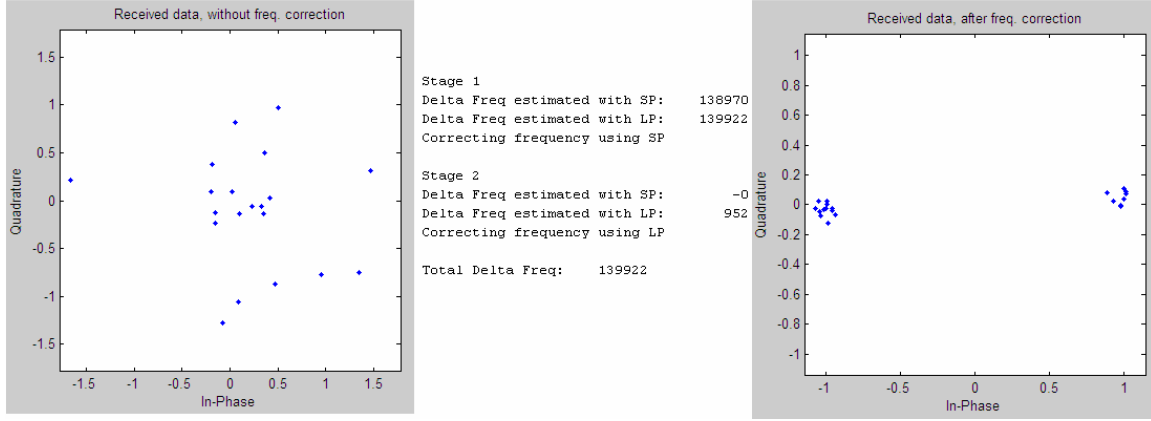 Received data, without freq. correction
1.5
1
0.5
0
-0.5
-1
-1.5
Quadrature
-1.5 -1 -0.5 0 0.5 1 1.5
In-Phase
Stage 1
Delta Freq estimated with SP: 138970
Delta Freq estimated with LP: 139922
Correcting frequency using SP
Stage 2
Delta Freq estimated with SP: -0
Delta Freq estimated with LP: 952
Correcting frequency using LP
Total Delta Freq: 139922
Received data, after freq. correction
1
0.8
0.6
0.4
0.2
0
-0.2
-0.4
-0.6
-0.8
-1
Quadrature
-1 -0.5 0 0.5 1
In-Phase